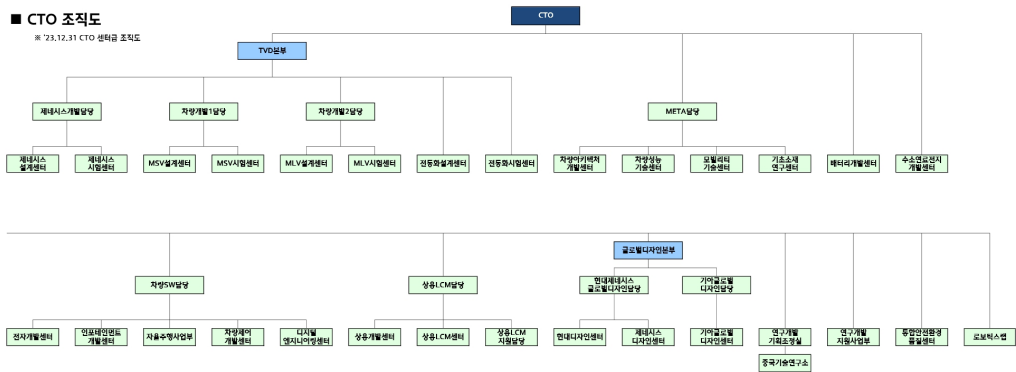 ■ CTO 조직도
※ '23.12.31 CTO 센터급 조직도
CTO
TVD본부
제네시스개발담당
차량개발1담당
차량개발2담당
META담당
제네시스
설계센터
제네시스
시험센터
MSV설계센터
MSV시험센터
MLV설계센터
MLV시험센터
전동화설계센터
전동화시험센터
차량아키텍처
개발센터
차량성능
기술센터
모빌리티
기술센터
기초소재
연구센터
배터리개발센터
수소연료전지
개발센터
글로벌디자인본부
차량SW담당
상용LCM담당
현대제네시스
글로벌디자인담당
기아글로벌
디자인담당
전자개발센터
인포테인먼트
개발센터
자율주행사업부
차량제어
개발센터
디지털
엔지니어링센터
상용개발센터
상용LCM센터
상용LCM
지원담당
현대디자인센터
제네시스
디자인센터
기아글로벌
디자인센터
연구개발
기획조정실
연구개발
지원사업부
통합안전환경
품질센터
로보틱스랩
중국기술연구소